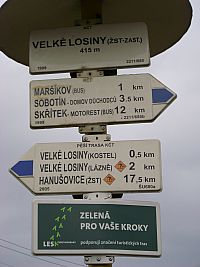 VELKÉ LOSINY (ŽST-ZAST.)
415 m
MARŠÍKOV (BUS) 1 km
SOBOTÍN - DOMOV DŮCHODCŮ 3,5 km
SKŘÍTEK - MOTOREST (BUS) 12 km
PĚŠÍ TRASA KČT
VELKÉ LOSINY (KOSTEL) 0,5 km
VELKÉ LOSINY (LÁZNĚ) 2 km
HANUŠOVICE (ŽST) 17,5 km
2005
ZELENÁ
PRO VAŠE KROKY
podporují značení turistických tras